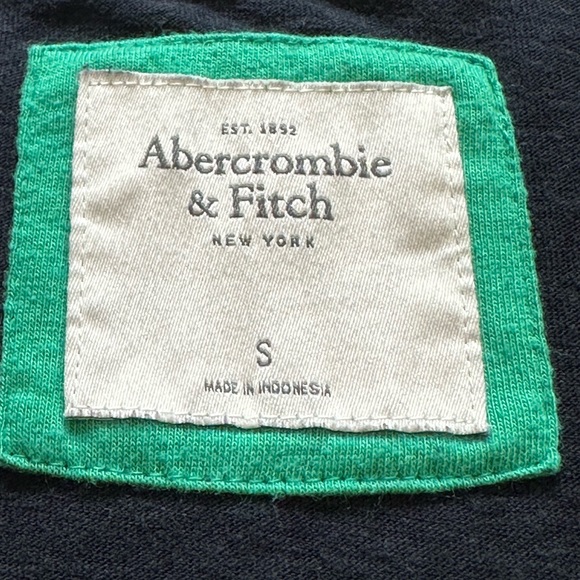 EST. 1892
Abercrombie
& Fitch
NEW YORK
S
MADE IN INDONESIA